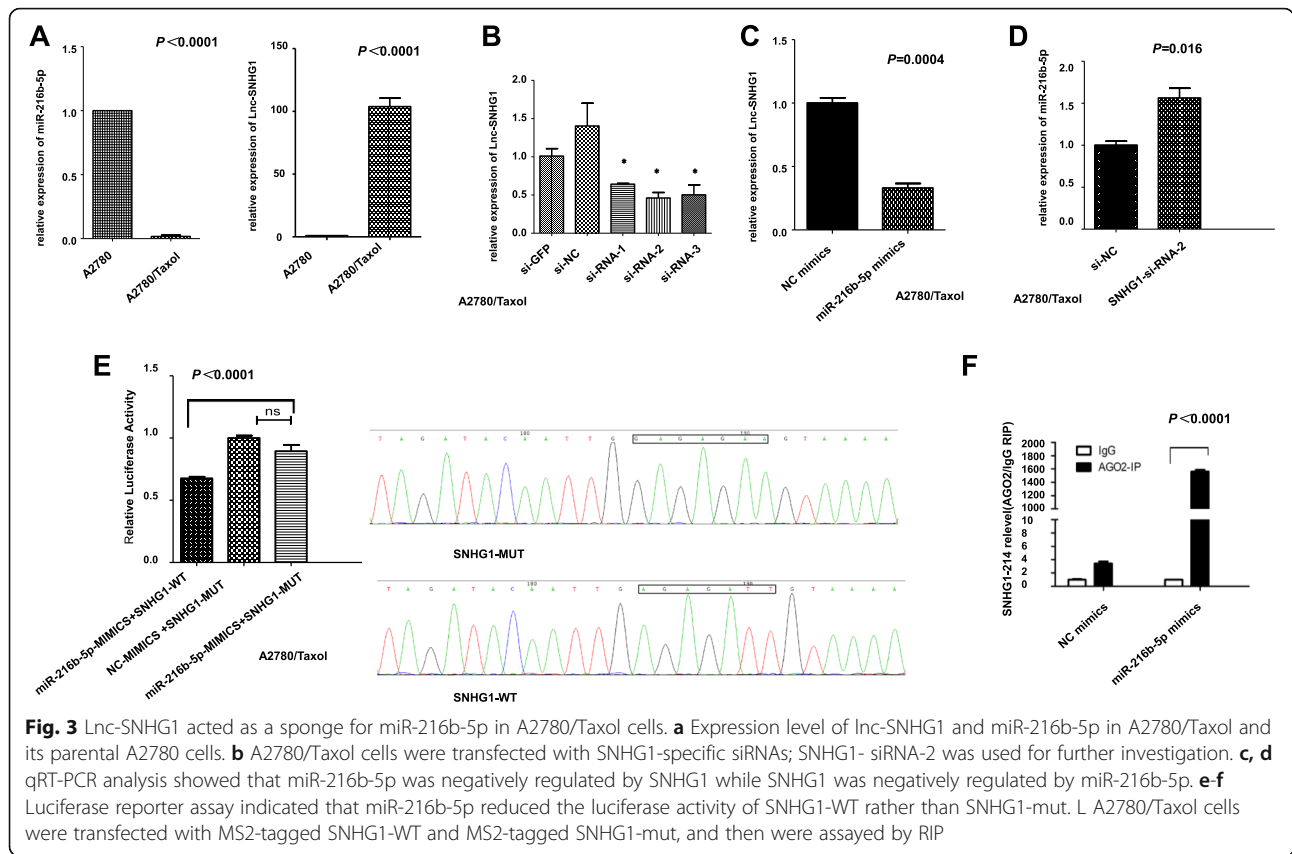 A
P<0.0001
relative expression of miR-216b-5p
1.5
1.0
0.5
0.0
A2780
A2780/Taxol
P<0.0001
relative expression of Lnc-SNHG1
150
100
50
0
A2780
A2780/Taxol
B
relative expression of Lnc-SNHG1
2.0
1.5
1.0
0.5
0.0
* * *
si-GFP
si-NC
si-RNA-1
si-RNA-2
si-RNA-3
A2780/Taxol
C
P=0.0004
relative expression of Lnc-SNHG1
1.5
1.0
0.5
0.0
NC mimics
miR-216b-5p mimics
A2780/Taxol
D
P=0.016
relative expression of miR-216b-5p
2.0
1.5
1.0
0.5
0.0
si-NC
SNHG1-si-RNA-2
A2780/Taxol
E
P<0.0001
ns
Relative Luciferase Activity
1.5
1.0
0.5
0.0
miR-216b-5p-MIMICS+SNHG1-WT
NC-MIMICS +SNHG1-MUT
miR-216b-5p-MIMICS+SNHG1-MUT
A2780/Taxol
180 190
T A G A T A C A A T T G G A G A G A A G T A A A A
SNHG1-MUT
180 190
T A G A T A C A A T T G A G A G A T T G T A A A A
SNHG1-WT
F
P<0.0001
IgG
AGO2-IP
SNHG1-214 relevel(AGO2/IgG RIP)
2000
1800
1600
1400
1200
1000
8
6
4
2
0
NC mimics
miR-216b-5p mimics
Fig. 3 Lnc-SNHG1 acted as a sponge for miR-216b-5p in A2780/Taxol cells. a Expression level of lnc-SNHG1 and miR-216b-5p in A2780/Taxol and
its parental A2780 cells. b A2780/Taxol cells were transfected with SNHG1-specific siRNAs; SNHG1- siRNA-2 was used for further investigation. c, d
qRT-PCR analysis showed that miR-216b-5p was negatively regulated by SNHG1 while SNHG1 was negatively regulated by miR-216b-5p. e-f
Luciferase reporter assay indicated that miR-216b-5p reduced the luciferase activity of SNHG1-WT rather than SNHG1-mut. L A2780/Taxol cells
were transfected with MS2-tagged SNHG1-WT and MS2-tagged SNHG1-mut, and then were assayed by RIP